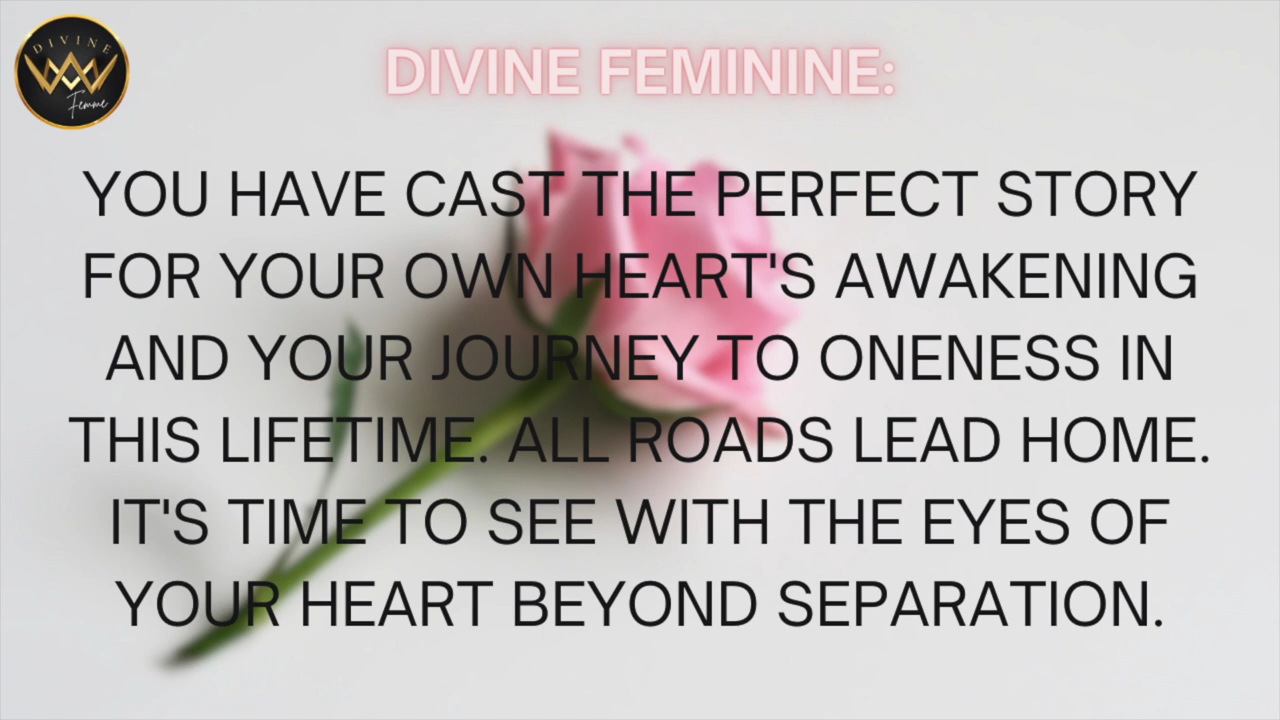 DIVINE
Femme
DIVINE FEMININE:
YOU HAVE CAST THE PERFECT STORY
FOR YOUR OWN HEART'S AWAKENING
AND YOUR JOURNEY TO ONENESS IN
THIS LIFETIME. ALL ROADS LEAD HOME.
IT'S TIME TO SEE WITH THE EYES OF
YOUR HEART BEYOND SEPARATION.